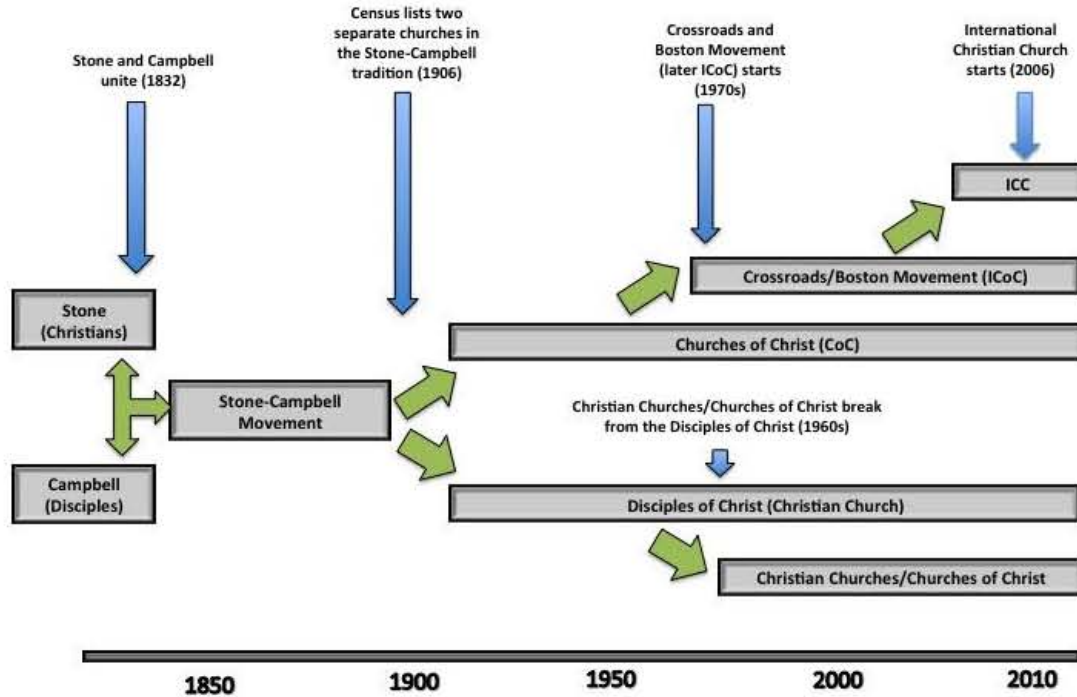 Stone and Campbell
unite (1832)
Census lists two
separate churches in
the Stone-Campbell
tradition (1906)
Crossroads and
Boston Movement
(later ICoC) starts
(1970s)
International
Christian Church
starts (2006)
ICC
Crossroads/Boston Movement (ICoC)
Stone
(Christians)
Churches of Christ (CoC)
Stone-Campbell
Movement
Christian Churches/Churches of Christ break
from the Disciples of Christ (1960s)
Campbell
(Disciples)
Disciples of Christ (Christian Church)
Christian Churches/Churches of Christ
1850
1900
1950
2000
2010